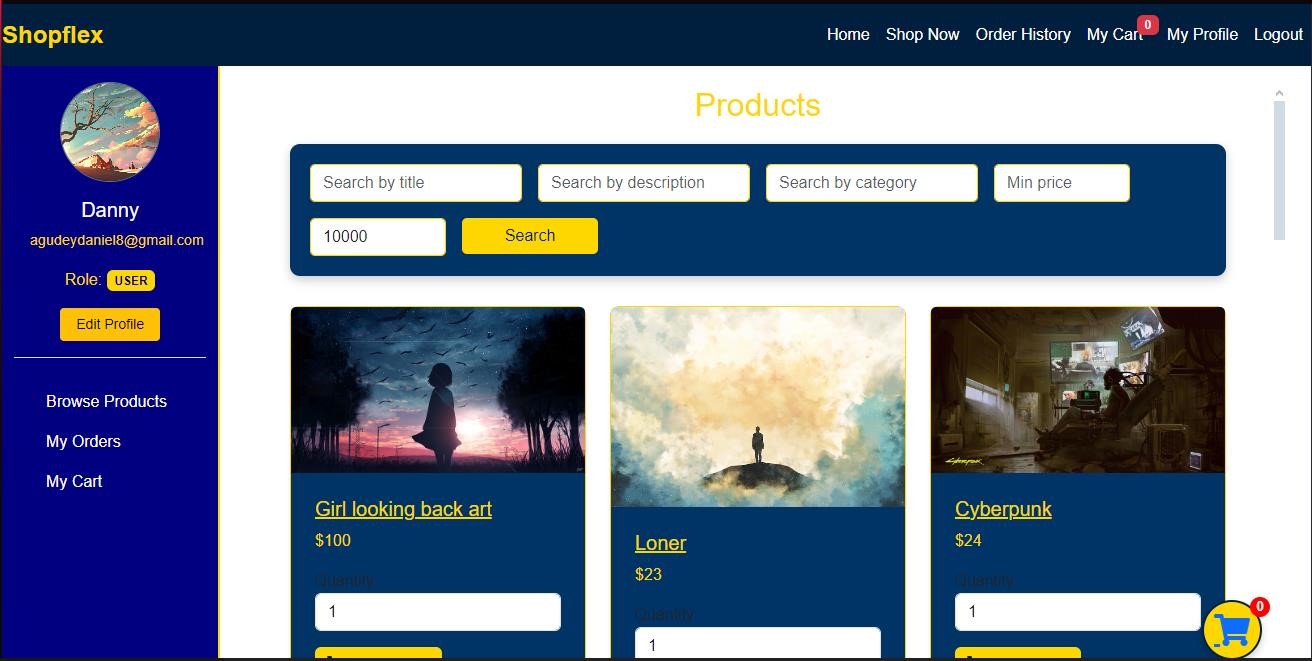 Shopflex
Home Shop Now Order History My Cart 0 My Profile Logout
Danny
agudeydaniel8@gmail.com
Role: USER
Edit Profile
Browse Products
My Orders
My Cart
Products
Search by title Search by description Search by category Min price
10000 Search
Girl looking back art
$100
Quantity
1
Loner
$23
Quantity
1
CYBERPUNK
Cyberpunk
$24
Quantity
1
0